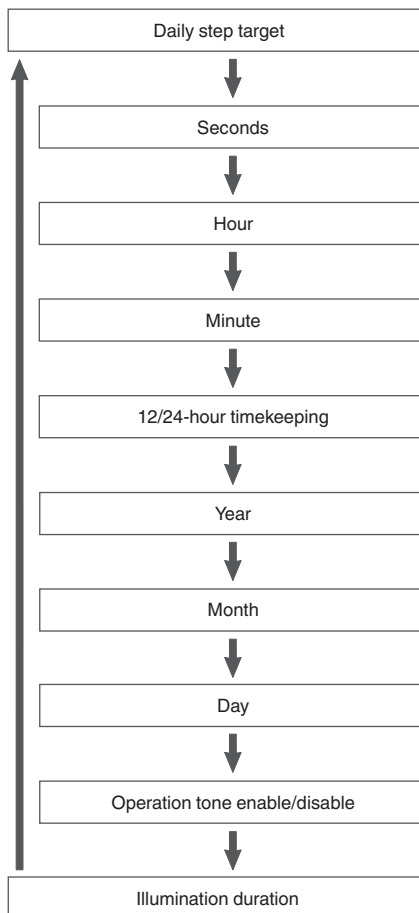 Daily step target
Seconds
Hour
Minute
12/24-hour timekeeping
Year
Month
Day
Operation tone enable/disable
Illumination duration